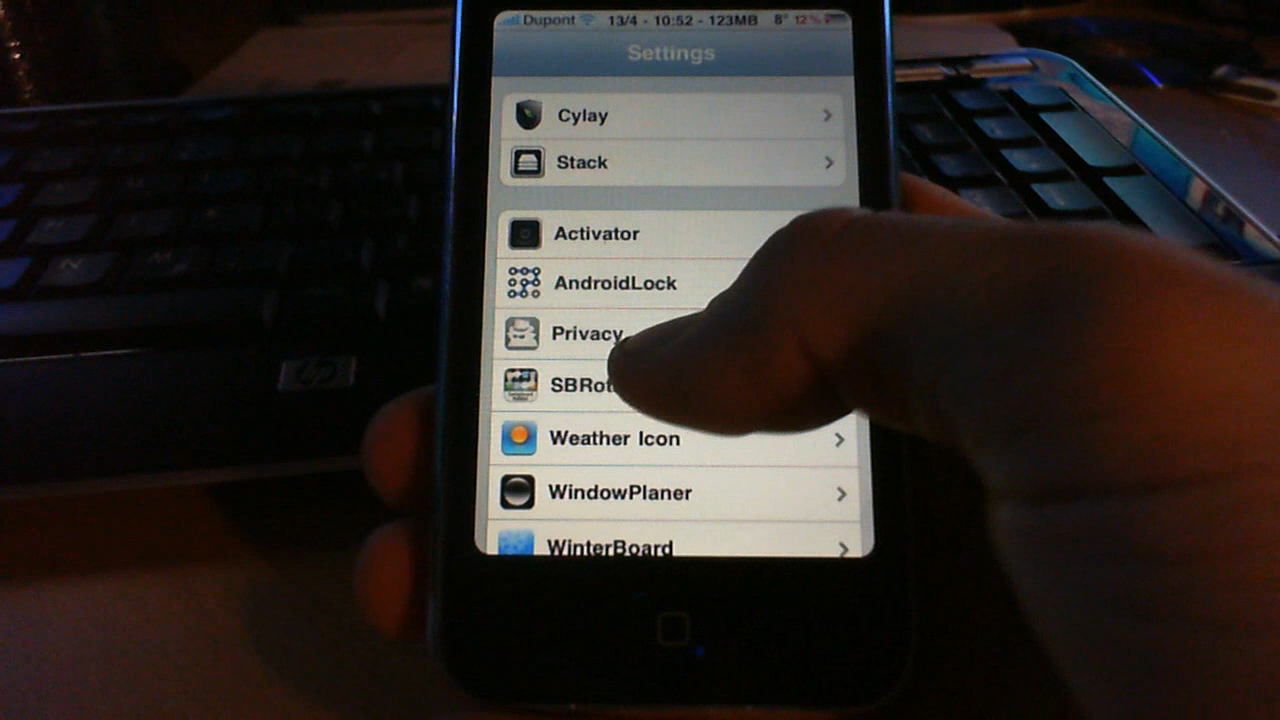 Dupont 13/4 - 10:52 - 123MB 8° 12%
Settings
Cylay
Stack
Activator
AndroidLock
Privacy
SBRot
Weather Icon
WindowPlaner
WinterBoard
hp